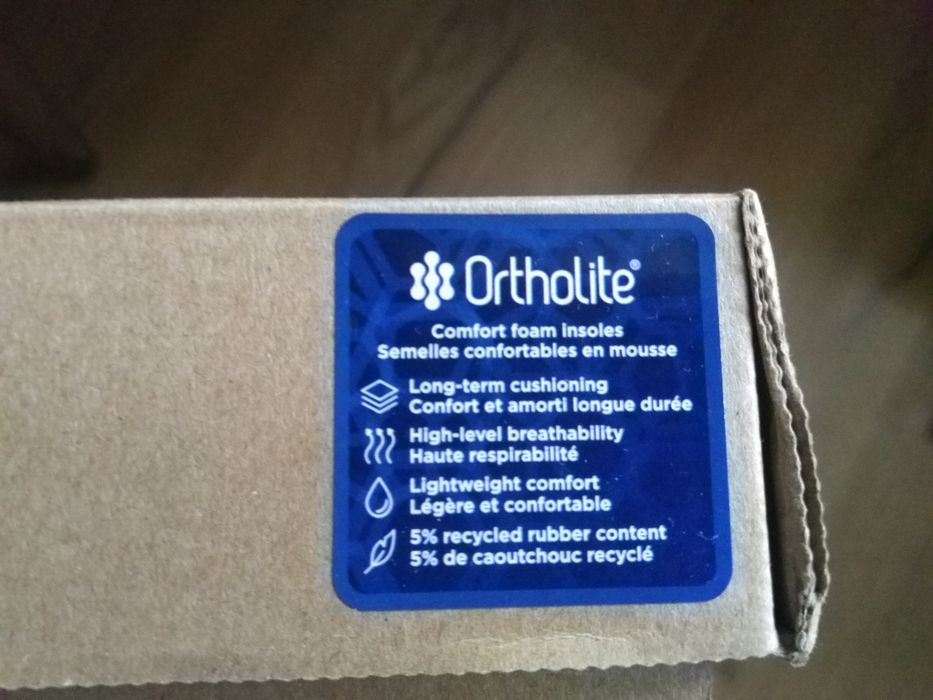 Ortholite®
Comfort foam insoles
Semelles confortables en mousse
Long-term cushioning
Confort et amorti longue durée
High-level breathability
Haute respirabilité
Lightweight comfort
Légère et confortable
5% recycled rubber content
5% de caoutchouc recyclé